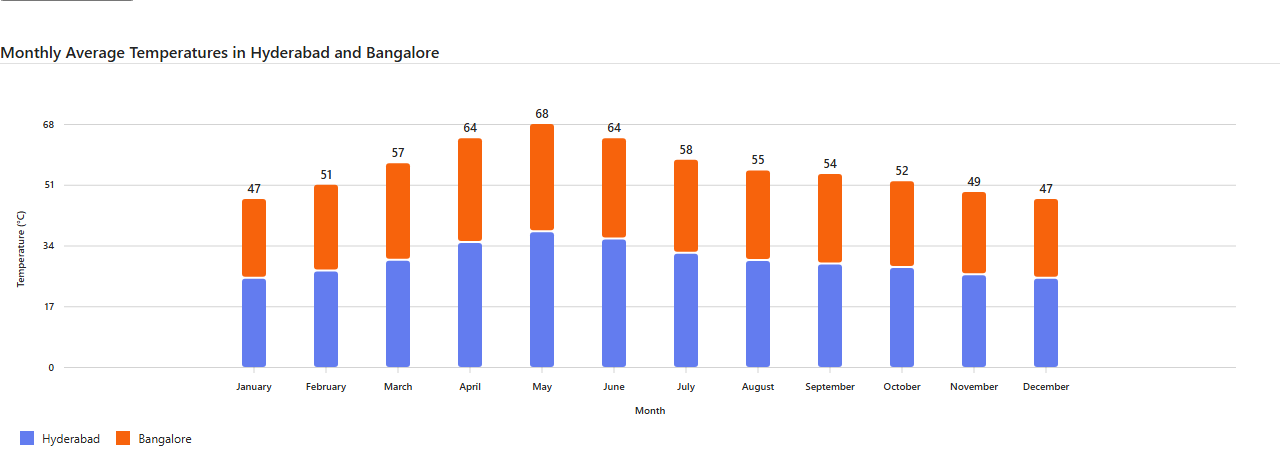 Monthly Average Temperatures in Hyderabad and Bangalore
68
51
34
17
0
Temperature (°C)
47
51
57
64
68
64
58
55
54
52
49
47
January
February
March
April
May
June
July
August
September
October
November
December
Month
Hyderabad
Bangalore